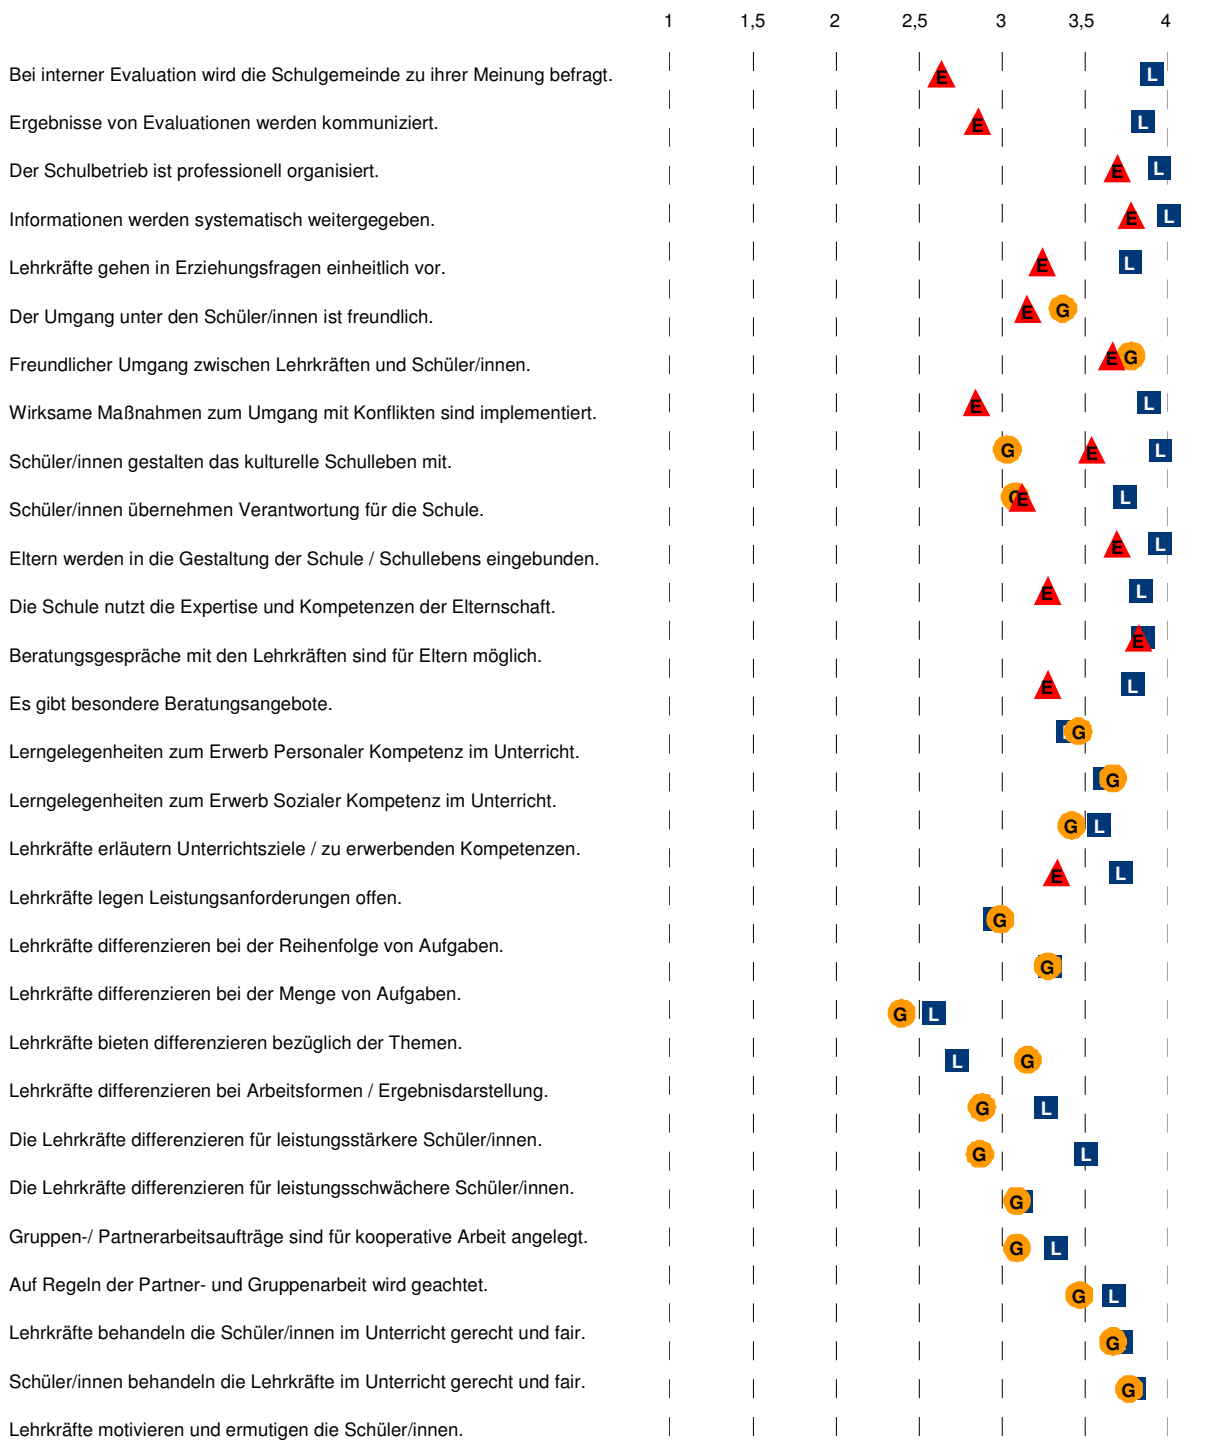 1 1,5 2 2,5 3 3,5 4
Bei interner Evaluation wird die Schulgemeinde zu ihrer Meinung befragt. E L
Ergebnisse von Evaluationen werden kommuniziert. E L
Der Schulbetrieb ist professionell organisiert. E L
Informationen werden systematisch weitergegeben. E L
Lehrkräfte gehen in Erziehungsfragen einheitlich vor. E L
Der Umgang unter den Schüler/innen ist freundlich. E G
Freundlicher Umgang zwischen Lehrkräften und Schüler/innen. E G
Wirksame Maßnahmen zum Umgang mit Konflikten sind implementiert. E L
Schüler/innen gestalten das kulturelle Schulleben mit. G E L
Schüler/innen übernehmen Verantwortung für die Schule. G E L
Eltern werden in die Gestaltung der Schule / Schullebens eingebunden. E L
Die Schule nutzt die Expertise und Kompetenzen der Elternschaft. E L
Beratungsgespräche mit den Lehrkräften sind für Eltern möglich. E
Es gibt besondere Beratungsangebote. E L
Lerngelegenheiten zum Erwerb Personaler Kompetenz im Unterricht. G
Lerngelegenheiten zum Erwerb Sozialer Kompetenz im Unterricht. G
Lehrkräfte erläutern Unterrichtsziele / zu erwerbenden Kompetenzen. G L
Lehrkräfte legen Leistungsanforderungen offen. E L
Lehrkräfte differenzieren bei der Reihenfolge von Aufgaben. G
Lehrkräfte differenzieren bei der Menge von Aufgaben. G
Lehrkräfte bieten differenzieren bezüglich der Themen. G L
Lehrkräfte differenzieren bei Arbeitsformen / Ergebnisdarstellung. L G
Die Lehrkräfte differenzieren für leistungsstärkere Schüler/innen. G L
Die Lehrkräfte differenzieren für leistungsschwächere Schüler/innen. G L
Gruppen-/ Partnerarbeitsaufträge sind für kooperative Arbeit angelegt. G
Auf Regeln der Partner- und Gruppenarbeit wird geachtet. G L
Lehrkräfte behandeln die Schüler/innen im Unterricht gerecht und fair. G L
Schüler/innen behandeln die Lehrkräfte im Unterricht gerecht und fair. G
Lehrkräfte motivieren und ermutigen die Schüler/innen. G